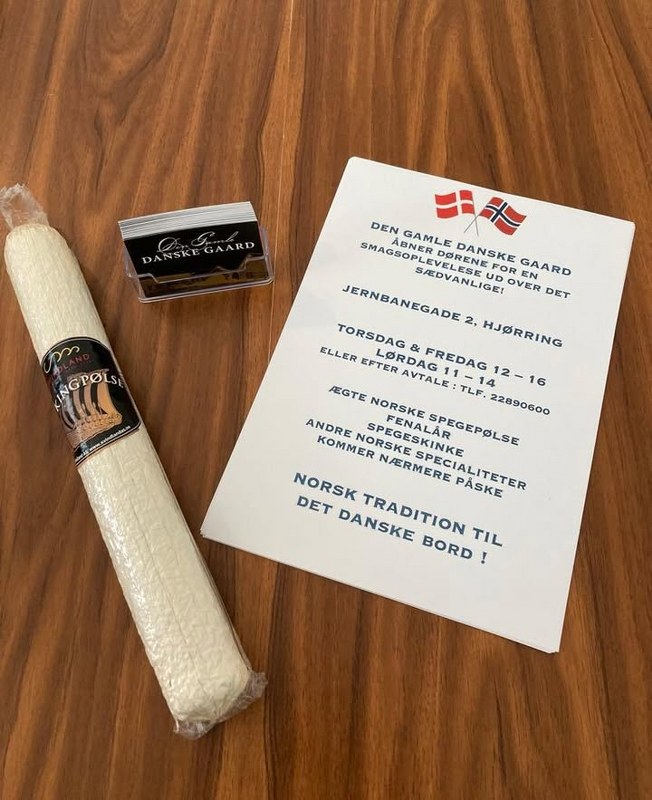 Den Gamle
DANSKE GAARD
DEN GAMLE DANSKE GAARD
ÅBNER DØRENE FOR EN
SMAGSOPLEVELESE UD OVER DET
SÆDVANLIGE!
JERNBANEGADE 2, HJØRRING
TORSDAG & FREDAG 12 – 16
LØRDAG 11 – 14
ELLER EFTER AVTALE : TLF. 22890600
ÆGTE NORSKE SPEGEPØLSE
FENALÅR
SPEGESKINKE
ANDRE NORSKE SPECIALITETER
KOMMER NÆRMERE PÅSKE
NORSK TRADITION TIL
DET DANSKE BORD !